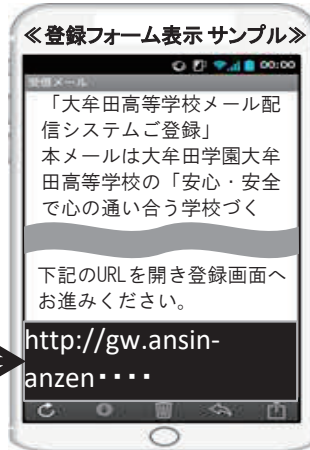 ≪登録フォーム表示 サンプル≫
00:00
受信メール
「大牟田高等学校メール配
信システムご登録」
本メールは大牟田学園大牟
田高等学校の「安心・安全
で心の通い合う学校づく
下記のURLを開き登録画面へ
お進みください。
http://gw.ansin-
anzen････